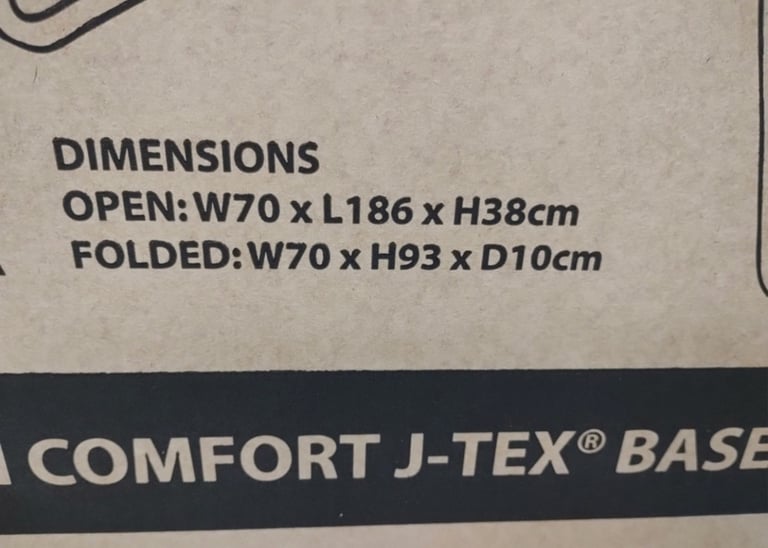 DIMENSIONS
OPEN: W70 x L186 x H38cm
FOLDED: W70 x H93 x D10cm
COMFORT J-TEX® BASE